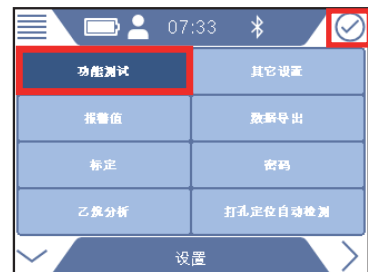 07:33
功能测试 其它设置
报警值 数据导出
标定 密码
乙炔分析 打孔定位自动检测
设置